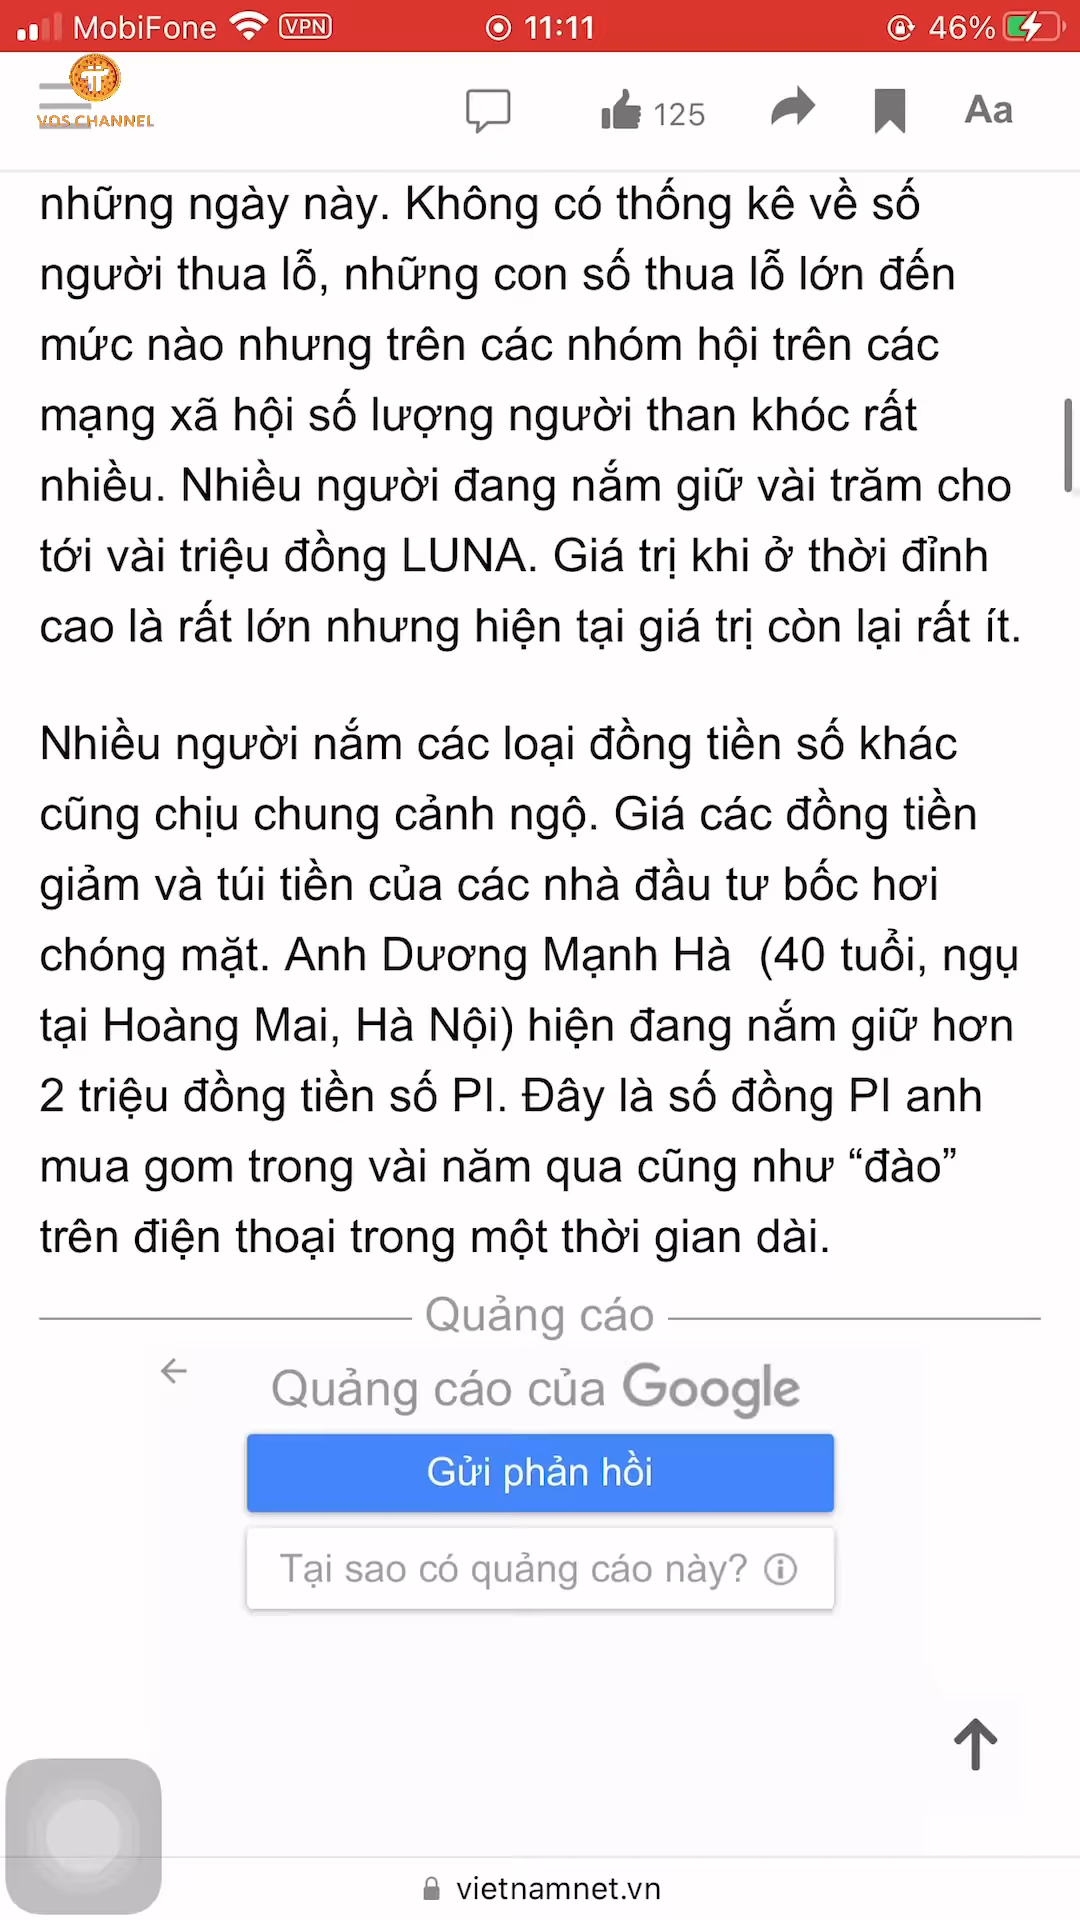 MobiFone VPN 11:11 46%
VOS CHANNEL
125 Aa
những ngày này. Không có thống kê về số
người thua lỗ, những con số thua lỗ lớn đến
mức nào nhưng trên các nhóm hội trên các
mạng xã hội số lượng người than khóc rất
nhiều. Nhiều người đang nắm giữ vài trăm cho
tới vài triệu đồng LUNA. Giá trị khi ở thời đỉnh
cao là rất lớn nhưng hiện tại giá trị còn lại rất ít.
Nhiều người nắm các loại đồng tiền số khác
cũng chịu chung cảnh ngộ. Giá các đồng tiền
giảm và túi tiền của các nhà đầu tư bốc hơi
chóng mặt. Anh Dương Mạnh Hà (40 tuổi, ngụ
tại Hoàng Mai, Hà Nội) hiện đang nắm giữ hơn
2 triệu đồng tiền số PI. Đây là số đồng PI anh
mua gom trong vài năm qua cũng như “đào”
trên điện thoại trong một thời gian dài.
Quảng cáo
Quảng cáo của Google
Gửi phản hồi
Tại sao có quảng cáo này?
vietnamnet.vn